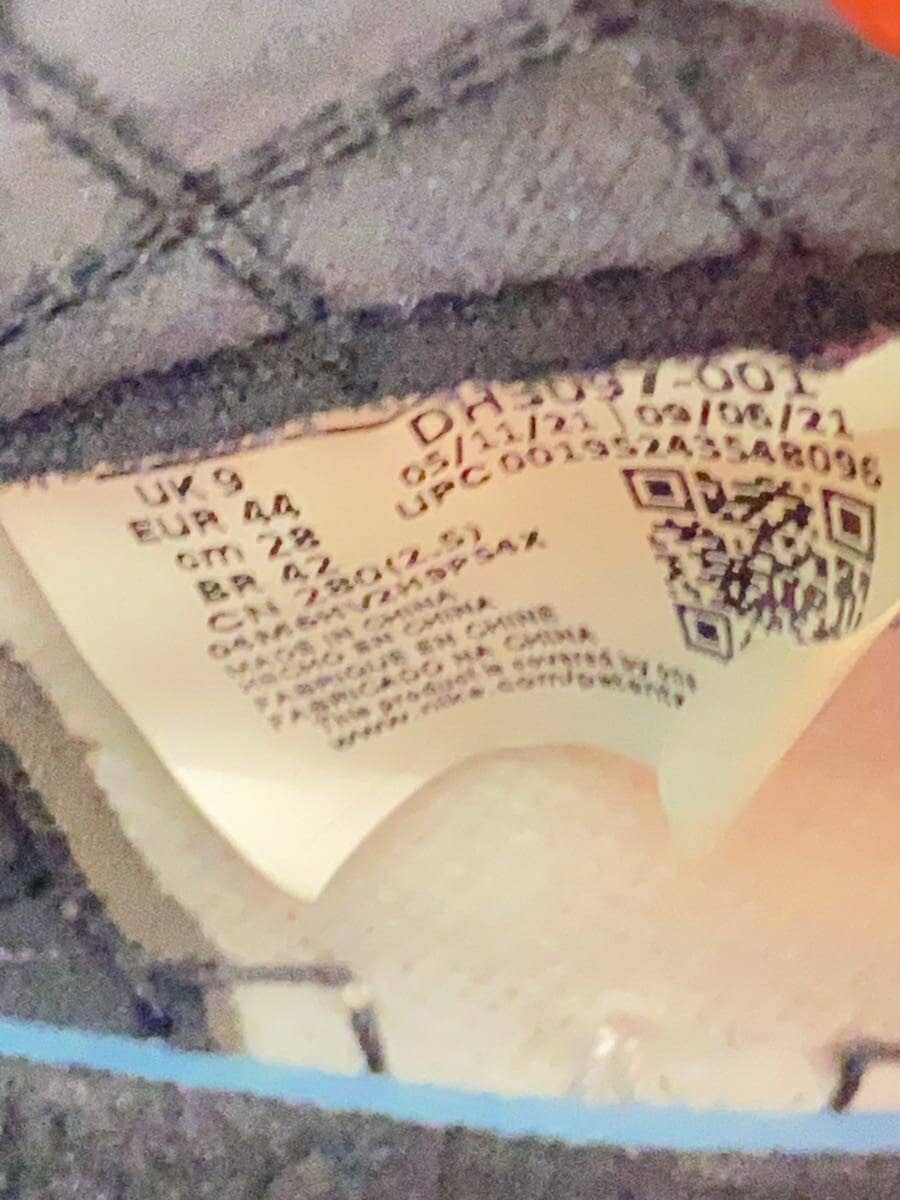 DH3097-001
05/11/21 09/06/21
UPC
UK 9
EUR 44
cm 28
BR 42
CN 280(2.5)
MADE IN CHINA
HECHO EN CHINA
FABRIQUE EN CHINE
FABRICADO NA CHINA
This product is covered by
www.nike.com/patents